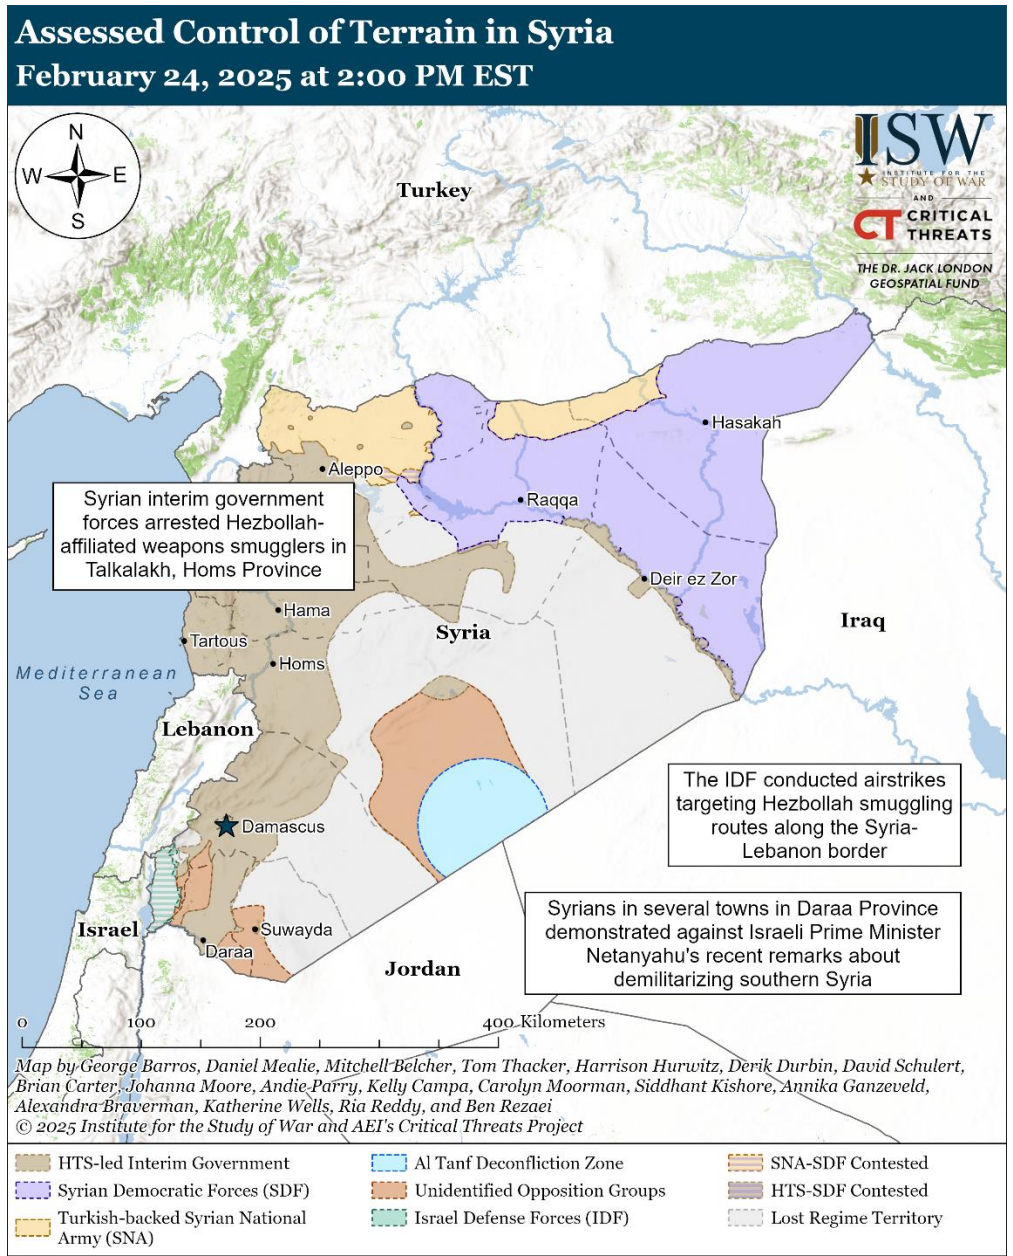 Assessed Control of Terrain in Syria
February 24, 2025 at 2:00 PM EST
N
W
E
S
ISW
INSTITUTE FOR THE
STUDY OF WAR
AND
CT CRITICAL
THREATS
THE DR. JACK LONDON
GEOSPATIAL FUND
Turkey
Hasakah
Aleppo
Raqqa
Syrian interim government
forces arrested Hezbollah-
affiliated weapons smugglers in
Talkalakh, Homs Province
Deir ez Zor
Hama
Iraq
Syria
Tartous
Homs
Mediterranean
Sea
Lebanon
The IDF conducted airstrikes
targeting Hezbollah smuggling
routes along the Syria-
Lebanon border
Damascus
Syrians in several towns in Daraa Province
demonstrated against Israeli Prime Minister
Netanyahu's recent remarks about
demilitarizing southern Syria
Israel
Suwayda
Daraa
Jordan
0 100 200 400 Kilometers
Map by George Barros, Daniel Mealie, Mitchell Belcher, Tom Thacker, Harrison Hurwitz, Derik Durbin, David Schulert,
Brian Carter, Johanna Moore, Andie Parry, Kelly Campa, Carolyn Moorman, Siddhant Kishore, Annika Ganzeveld,
Alexandra Braverman, Katherine Wells, Ria Reddy, and Ben Rezaei
© 2025 Institute for the Study of War and AEI's Critical Threats Project
HTS-led Interim Government
Syrian Democratic Forces (SDF)
Turkish-backed Syrian National
Army (SNA)
Al Tanf Deconfliction Zone
Unidentified Opposition Groups
Israel Defense Forces (IDF)
SNA-SDF Contested
HTS-SDF Contested
Lost Regime Territory